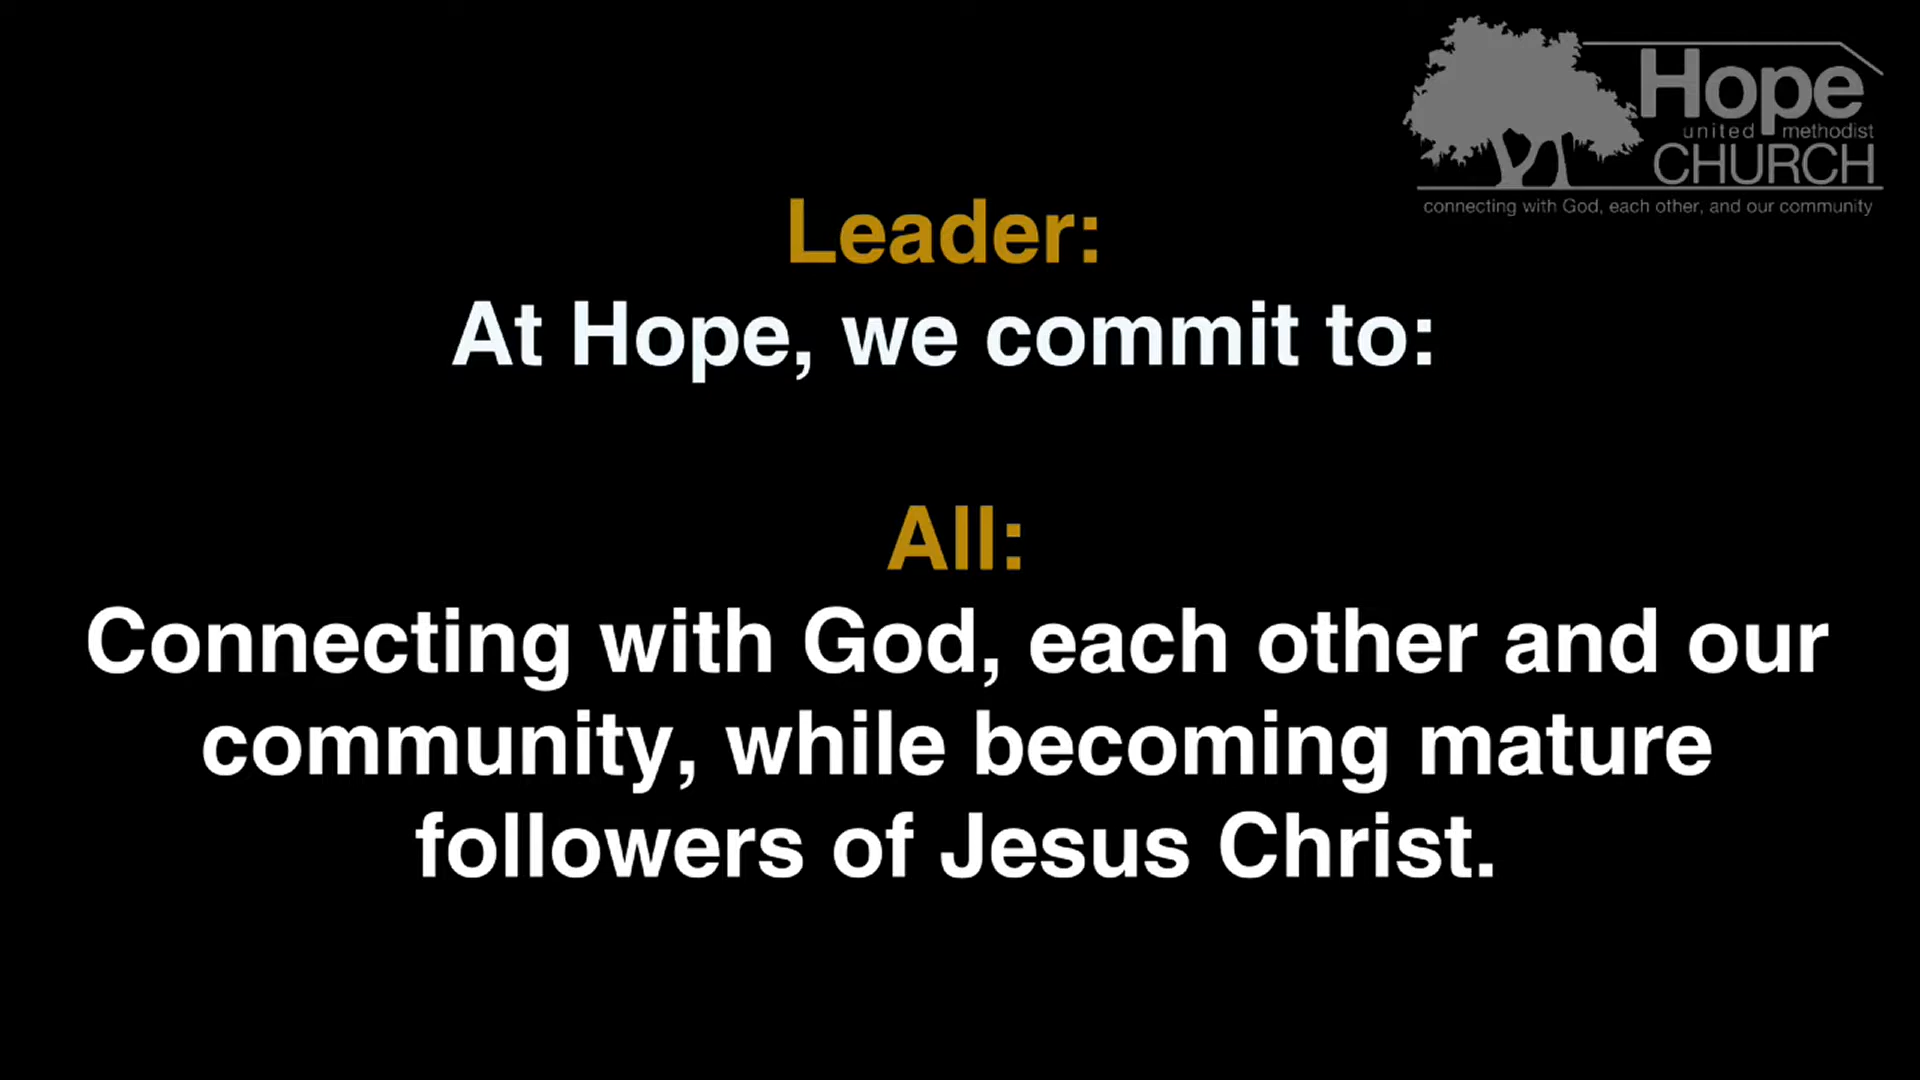 Hope
united methodist
CHURCH
connecting with God, each other, and our community
Leader:
At Hope, we commit to:
All:
Connecting with God, each other and our
community, while becoming mature
followers of Jesus Christ.